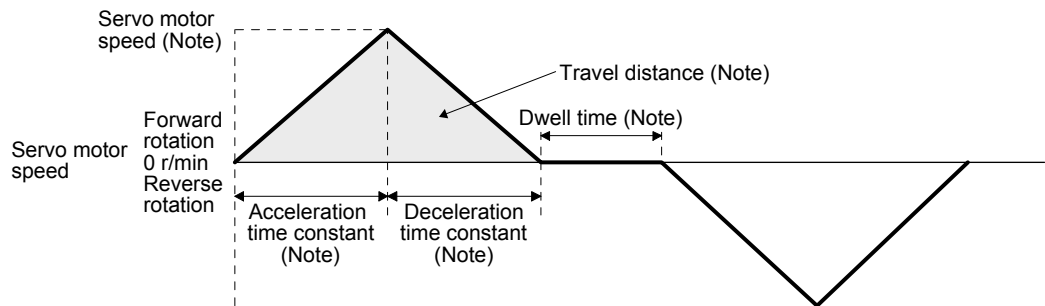 Servo motor
speed (Note)
Travel distance (Note)
Dwell time (Note)
Servo motor
speed
Forward
rotation
0 r/min
Reverse
rotation
Acceleration
time constant
(Note)
Deceleration
time constant
(Note)